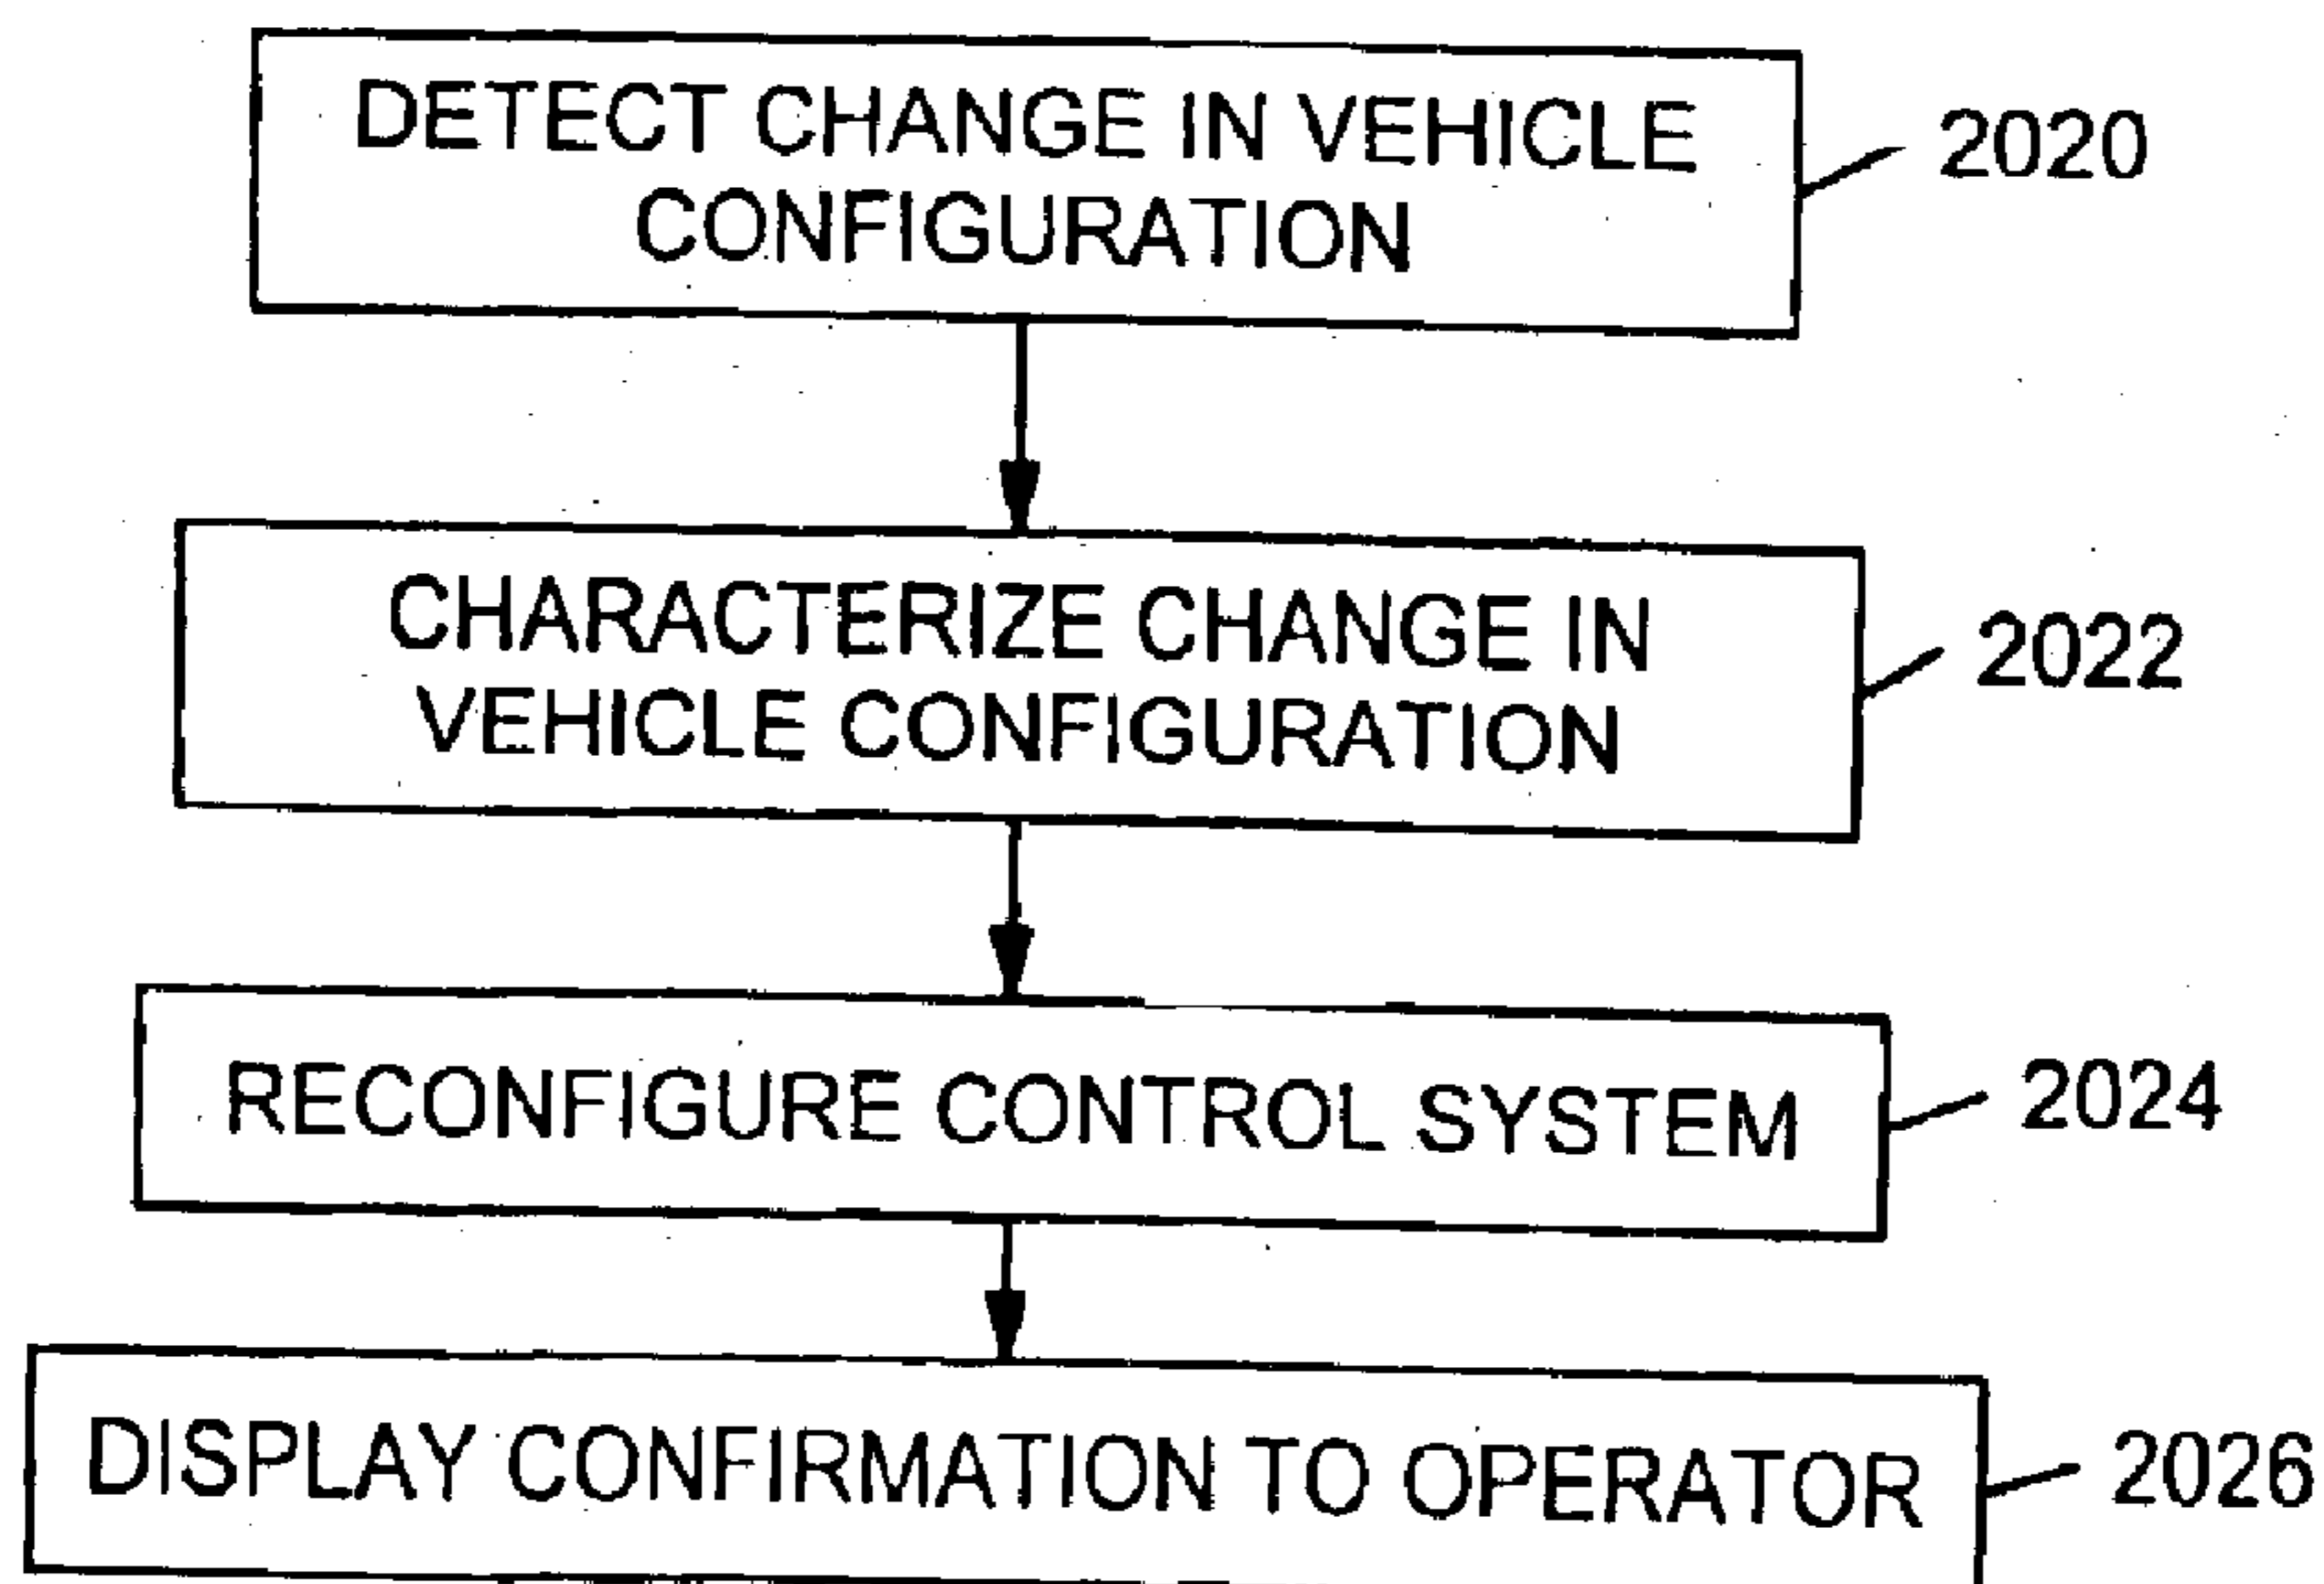 DETECT CHANGE IN VEHICLE
CONFIGURATION
2020
CHARACTERIZE CHANGE IN
VEHICLE CONFIGURATION
2022
RECONFIGURE CONTROL SYSTEM
2024
DISPLAY CONFIRMATION TO OPERATOR
2026